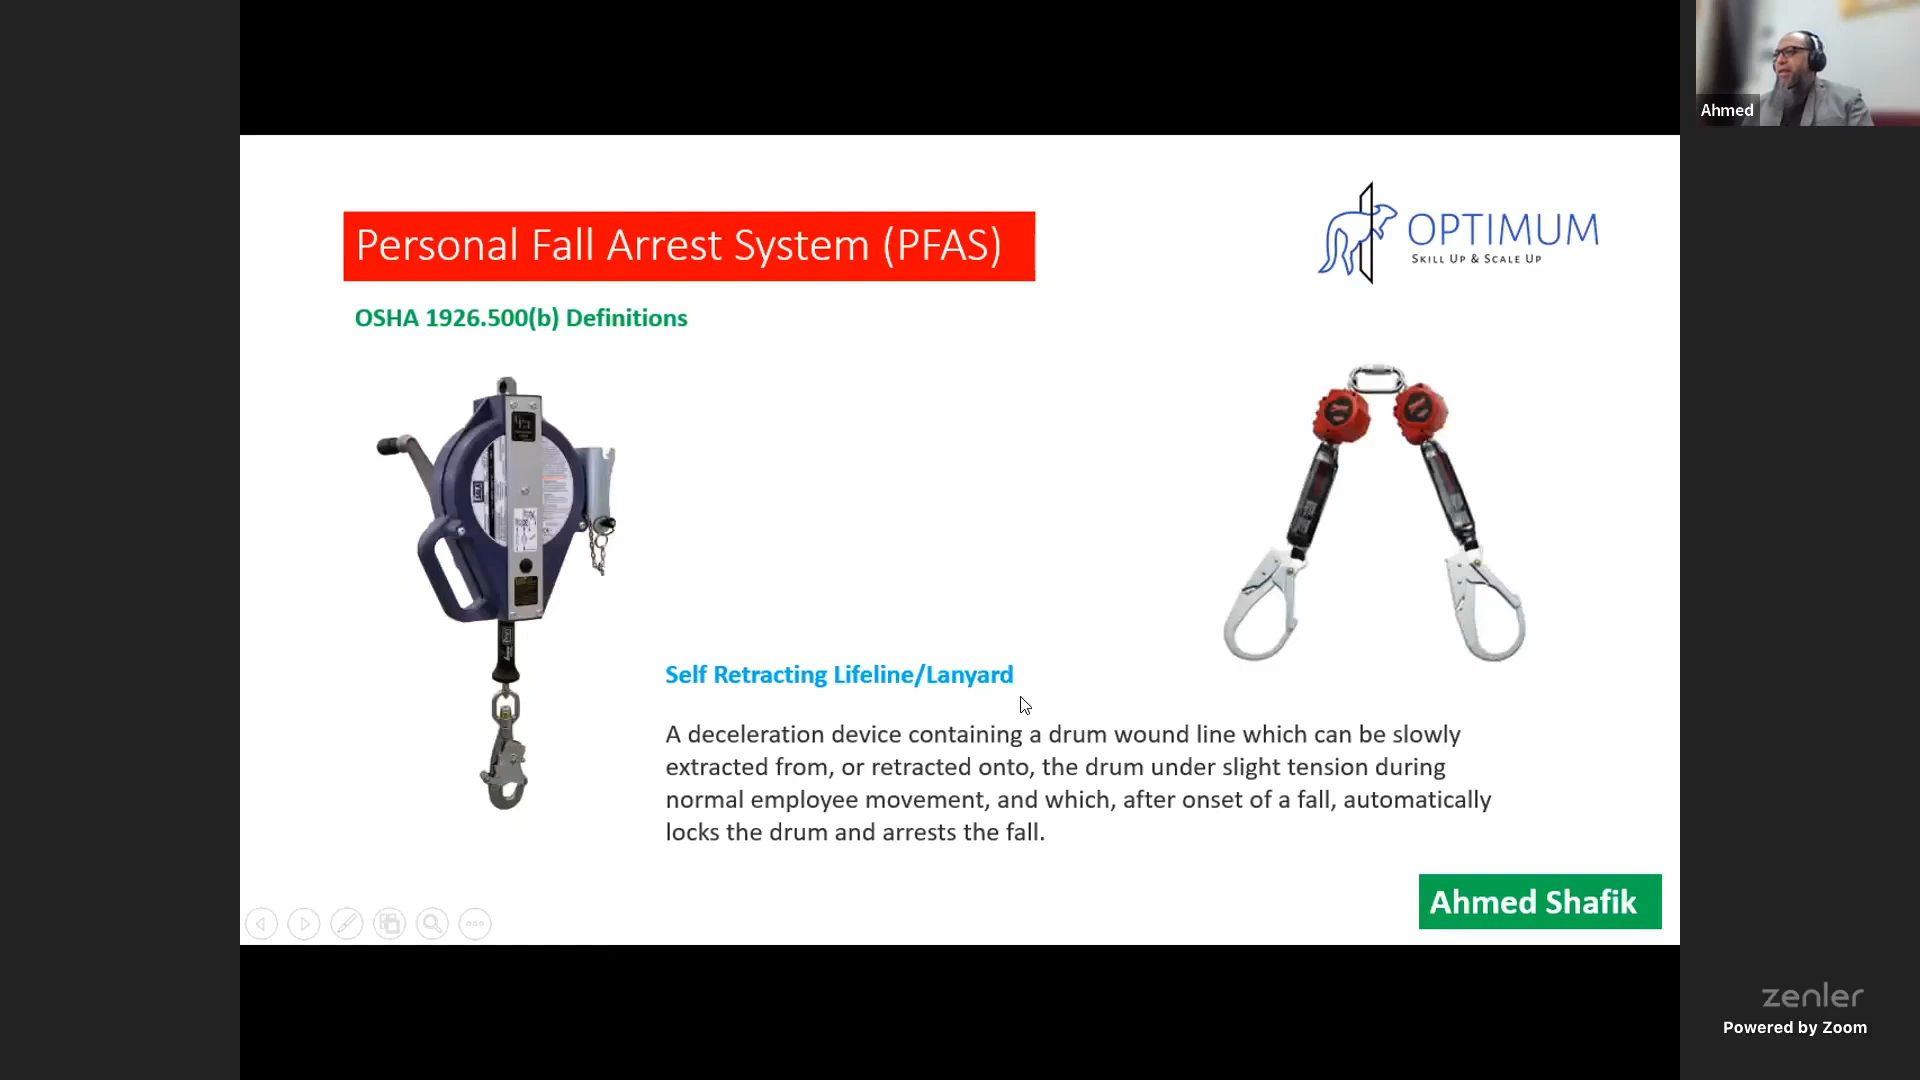 Ahmed
Personal Fall Arrest System (PFAS)
OPTIMUM
SKILL UP & SCALE UP
OSHA 1926.500(b) Definitions
Self Retracting Lifeline/Lanyard
A deceleration device containing a drum wound line which can be slowly
extracted from, or retracted onto, the drum under slight tension during
normal employee movement, and which, after onset of a fall, automatically
locks the drum and arrests the fall.
Ahmed Shafik
zenler
Powered by Zoom